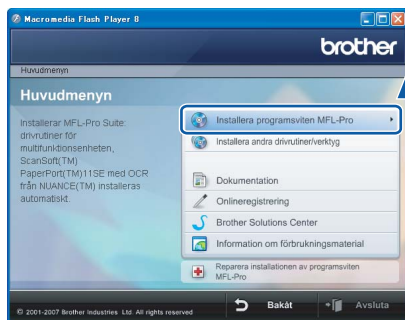 Macromedia Flash Player 8
brother
Huvudmenyn
Huvudmenyn
Installerar MFL-Pro Suite:
drivrutiner för
multifunktionsenheten,
ScanSoft(TM)
PaperPort(TM)11SE med OCR
från NUANCE(TM) installeras
automatiskt.
Installera programsviten MFL-Pro
Installera andra drivrutiner/verktyg
Dokumentation
Onlineregistrering
Brother Solutions Center
Information om förbrukningsmaterial
Reparera installationen av programsviten
MFL-Pro
© 2001-2007 Brother Industries Ltd. All rights reserved
Bakåt
Avsluta